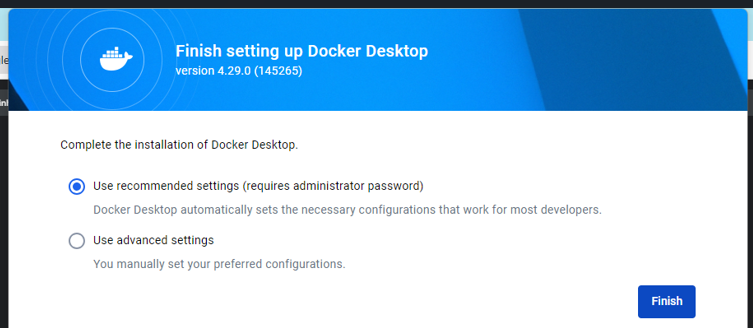 Finish setting up Docker Desktop
version 4.29.0 (145265)
Complete the installation of Docker Desktop.
Use recommended settings (requires administrator password)
Docker Desktop automatically sets the necessary configurations that work for most developers.
Use advanced settings
You manually set your preferred configurations.
Finish